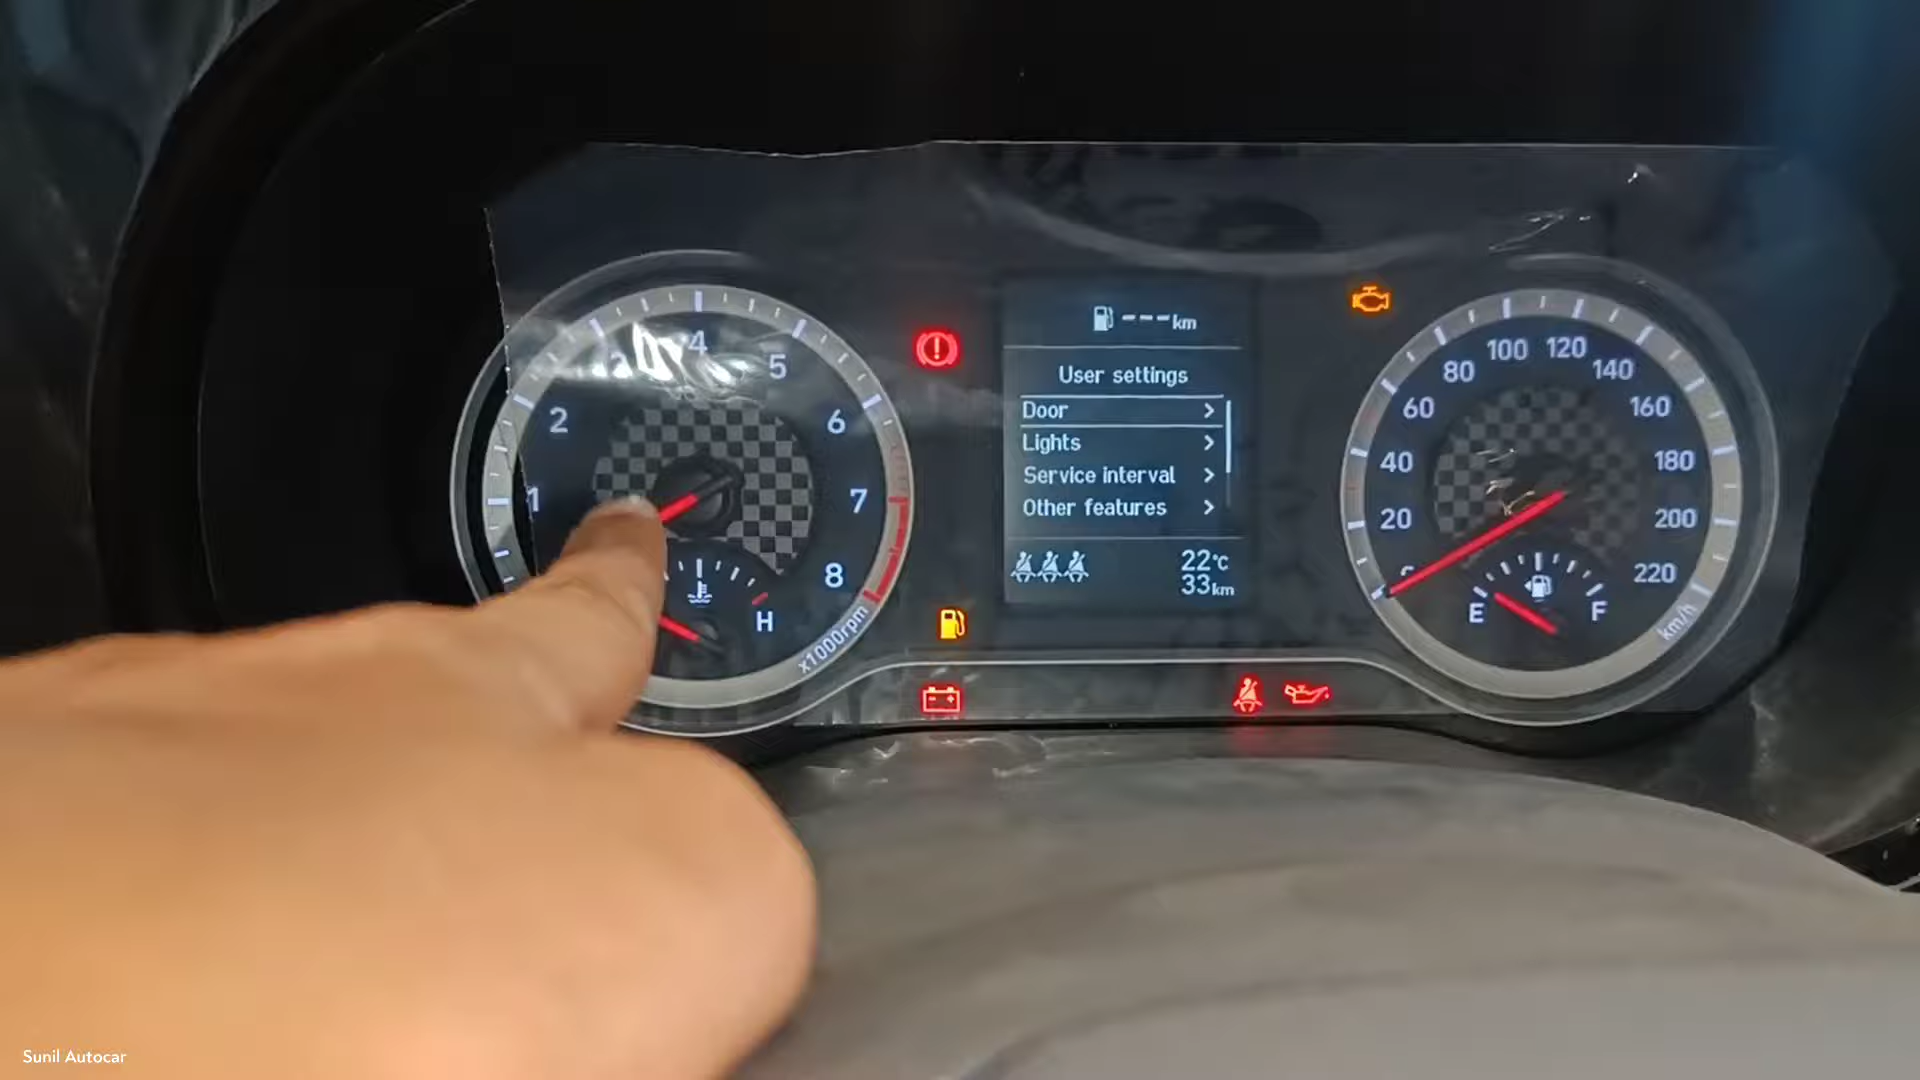 1
2
4
5
6
7
8
x1000rpm
H
---km
User settings
Door
Lights
Service interval
Other features
22°C
33km
20
40
60
80
100
120
140
160
180
200
220
km/h
E
F
Sunil Autocar